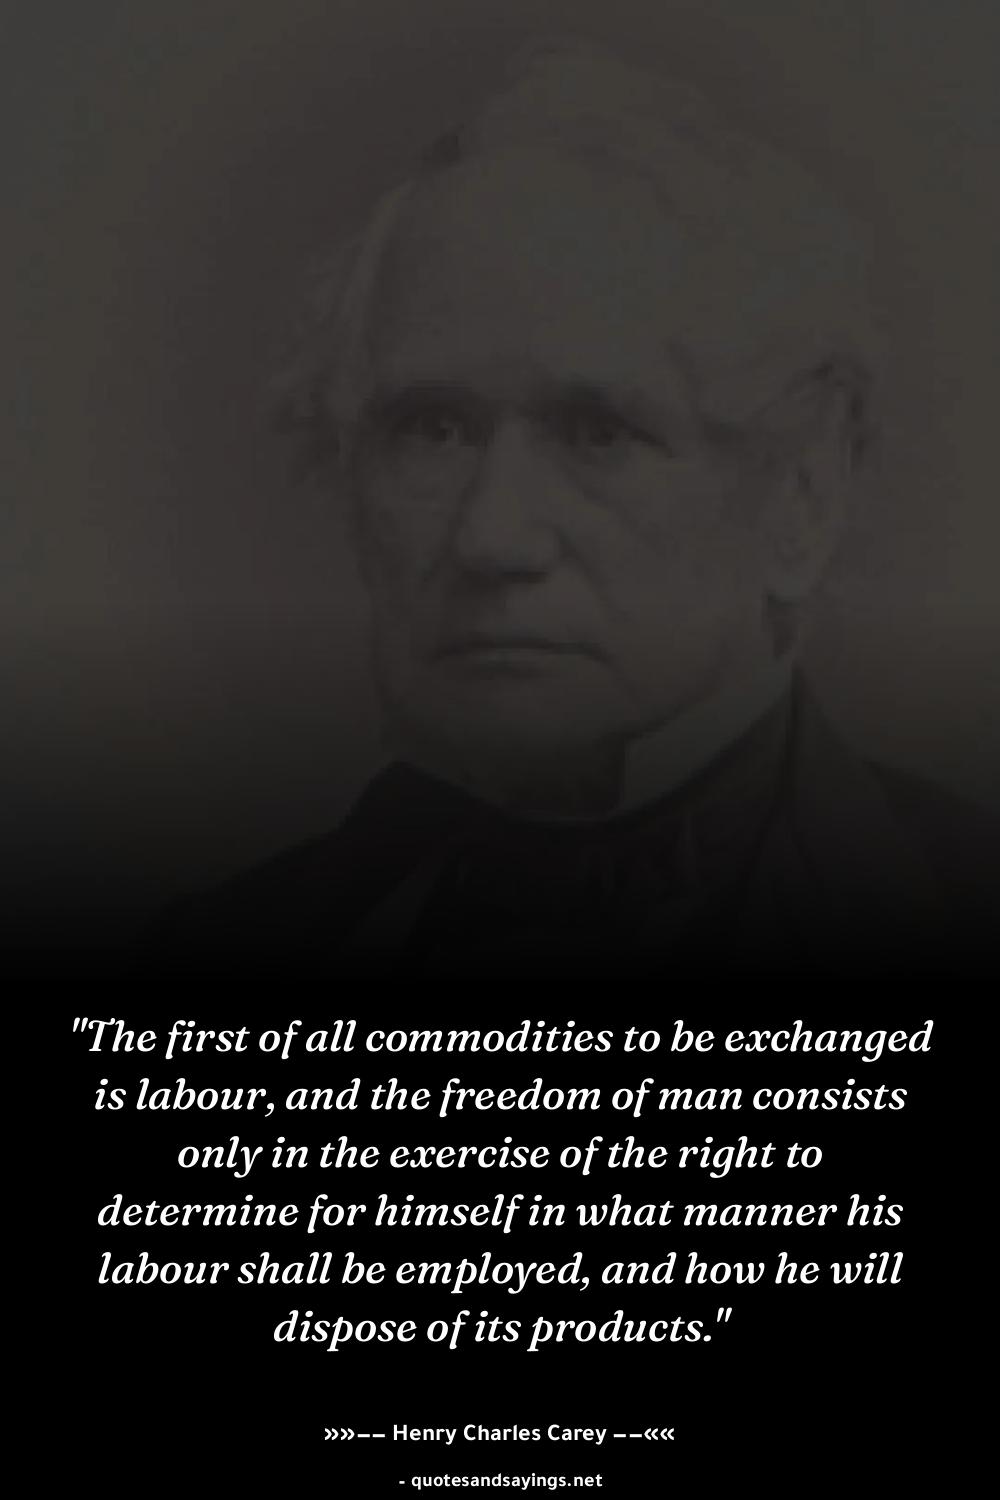 "The first of all commodities to be exchanged
is labour, and the freedom of man consists
only in the exercise of the right to
determine for himself in what manner his
labour shall be employed, and how he will
dispose of its products."
»»−− Henry Charles Carey −−««
- quotesandsayings.net